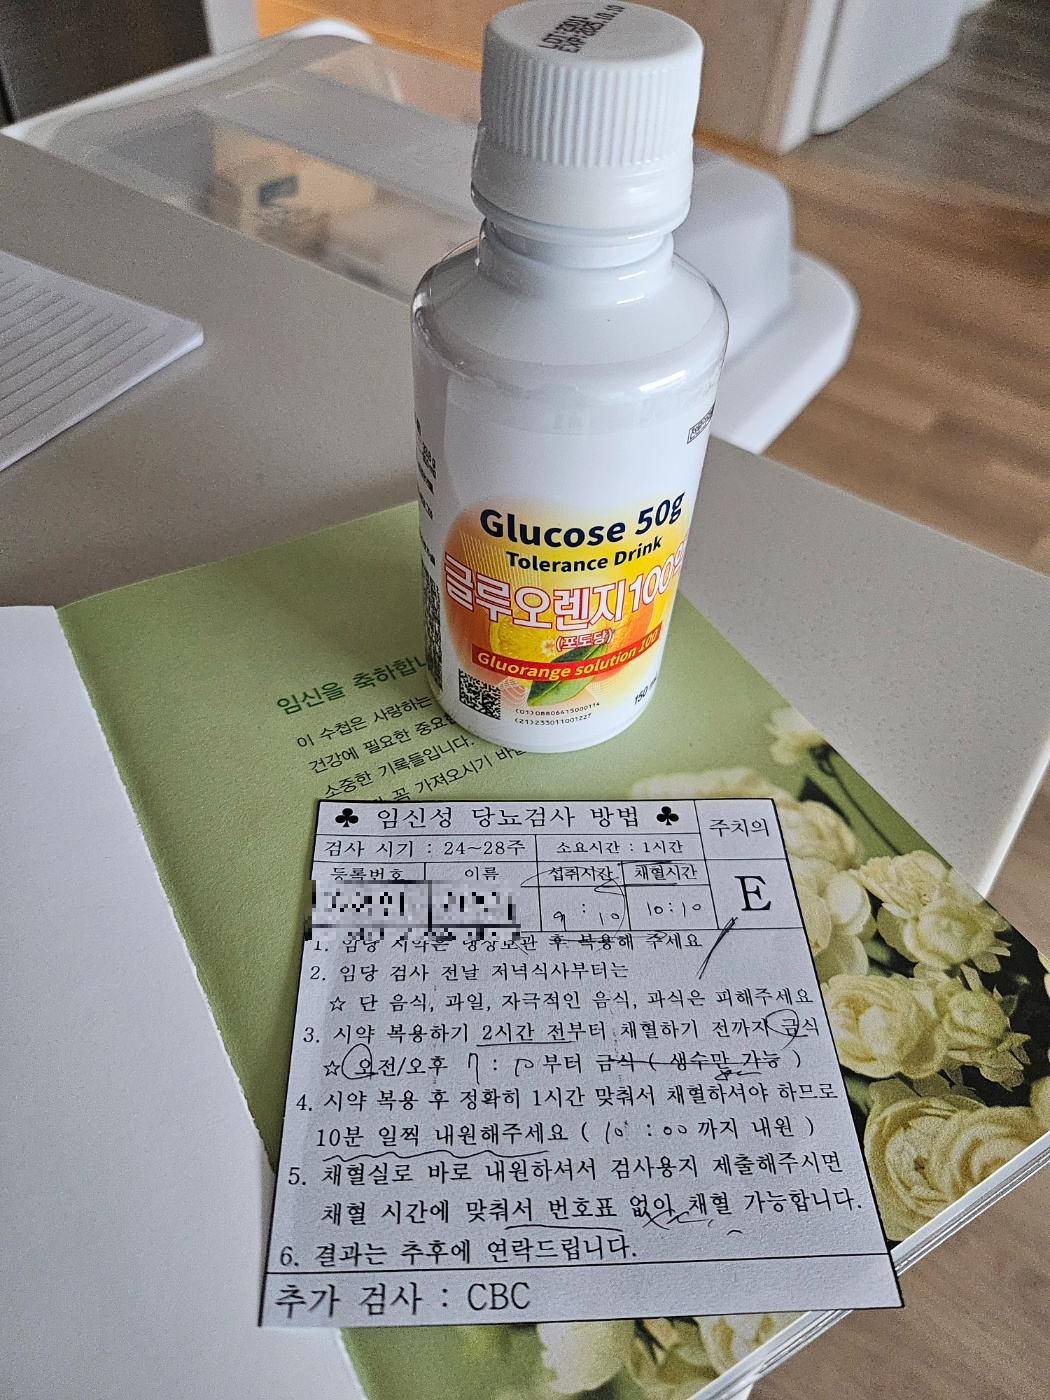 Glucose 50g
Tolerance Drink
글루오렌지100
(포도당)
Gluorange solution 100
150
(01)08806415000114
(21)233011001227
임신을 축하합니
이 수첩은 사랑하는
건강에 필요한 중요한
소중한 기록들입니다.
꼭 가져오시기 바
♣ 임신성 당뇨검사 방법 ♣
주치의
검사 시기 : 24~28주
소요시간 : 1시간
등록번호 이름 섭취시간 채혈시간
9 : 10 10:10
E
1. 임당 시약은 냉장보관 후 복용해 주세요
2. 임당 검사 전날 저녁식사부터는
☆ 단 음식, 과일, 자극적인 음식, 과식은 피해주세요
3. 시약 복용하기 2시간 전부터 채혈하기 전까지 금식
☆ 오전/오후 7 : 10 부터 금식 ( 생수만 가능 )
4. 시약 복용 후 정확히 1시간 맞춰서 채혈하셔야 하므로
10분 일찍 내원해주세요 ( 10 : 00 까지 내원 )
5. 채혈실로 바로 내원하셔서 검사용지 제출해주시면
채혈 시간에 맞춰서 번호표 없이 채혈 가능합니다.
6. 결과는 추후에 연락드립니다.
추가 검사 : CBC